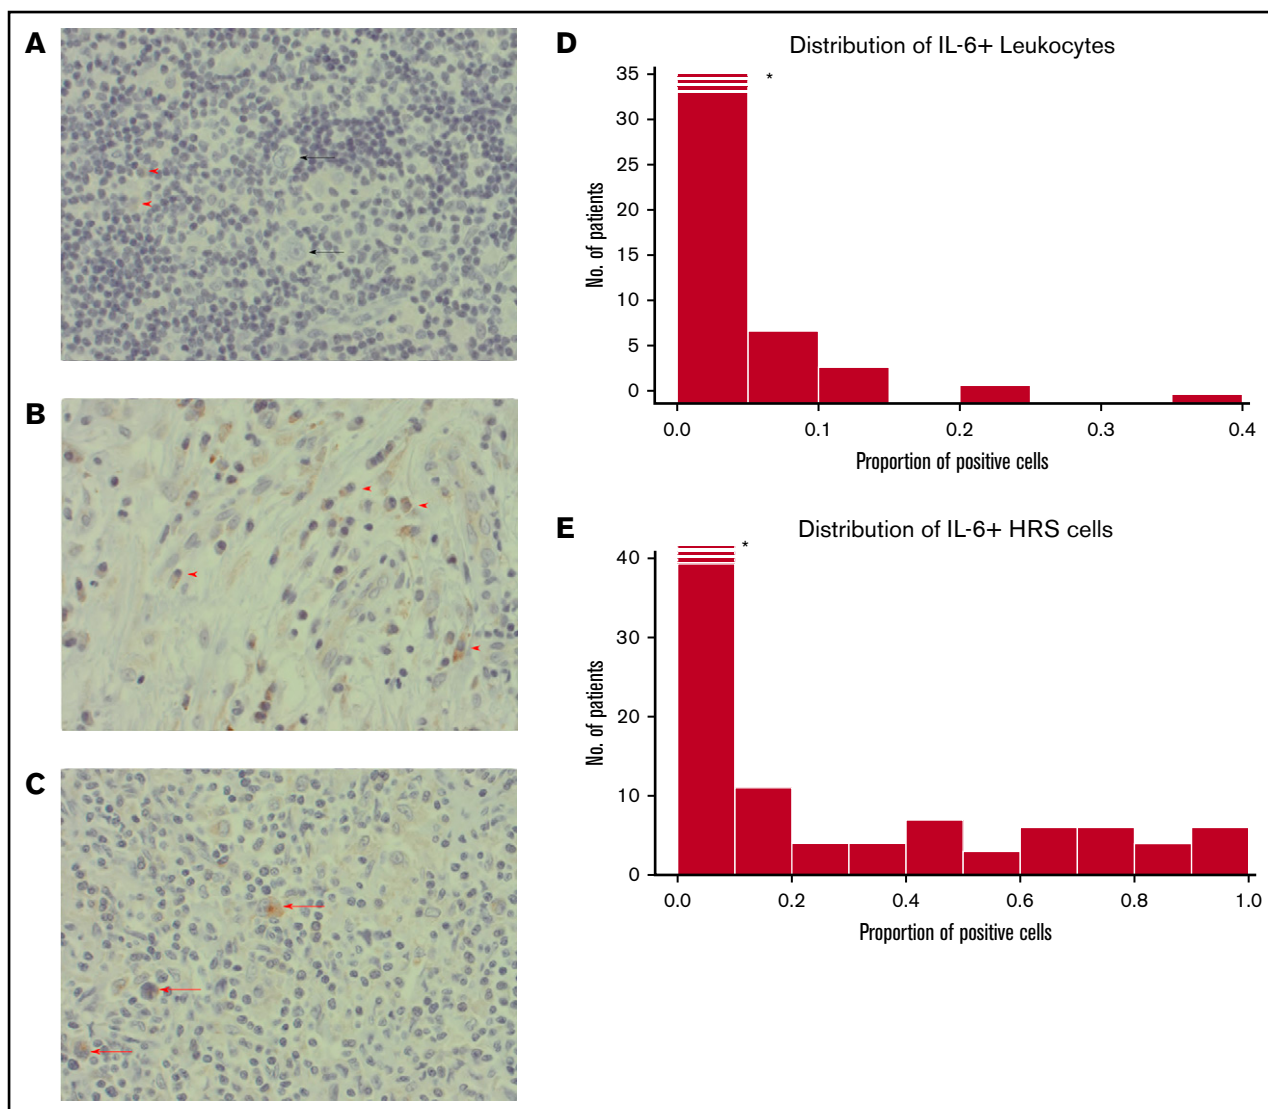 A
B
C
D
Distribution of IL-6+ Leukocytes
*
No. of patients
35
30
25
20
15
10
5
0
0.0 0.1 0.2 0.3 0.4
Proportion of positive cells
E
Distribution of IL-6+ HRS cells
*
No. of patients
40
30
20
10
0
0.0 0.2 0.4 0.6 0.8 1.0
Proportion of positive cells